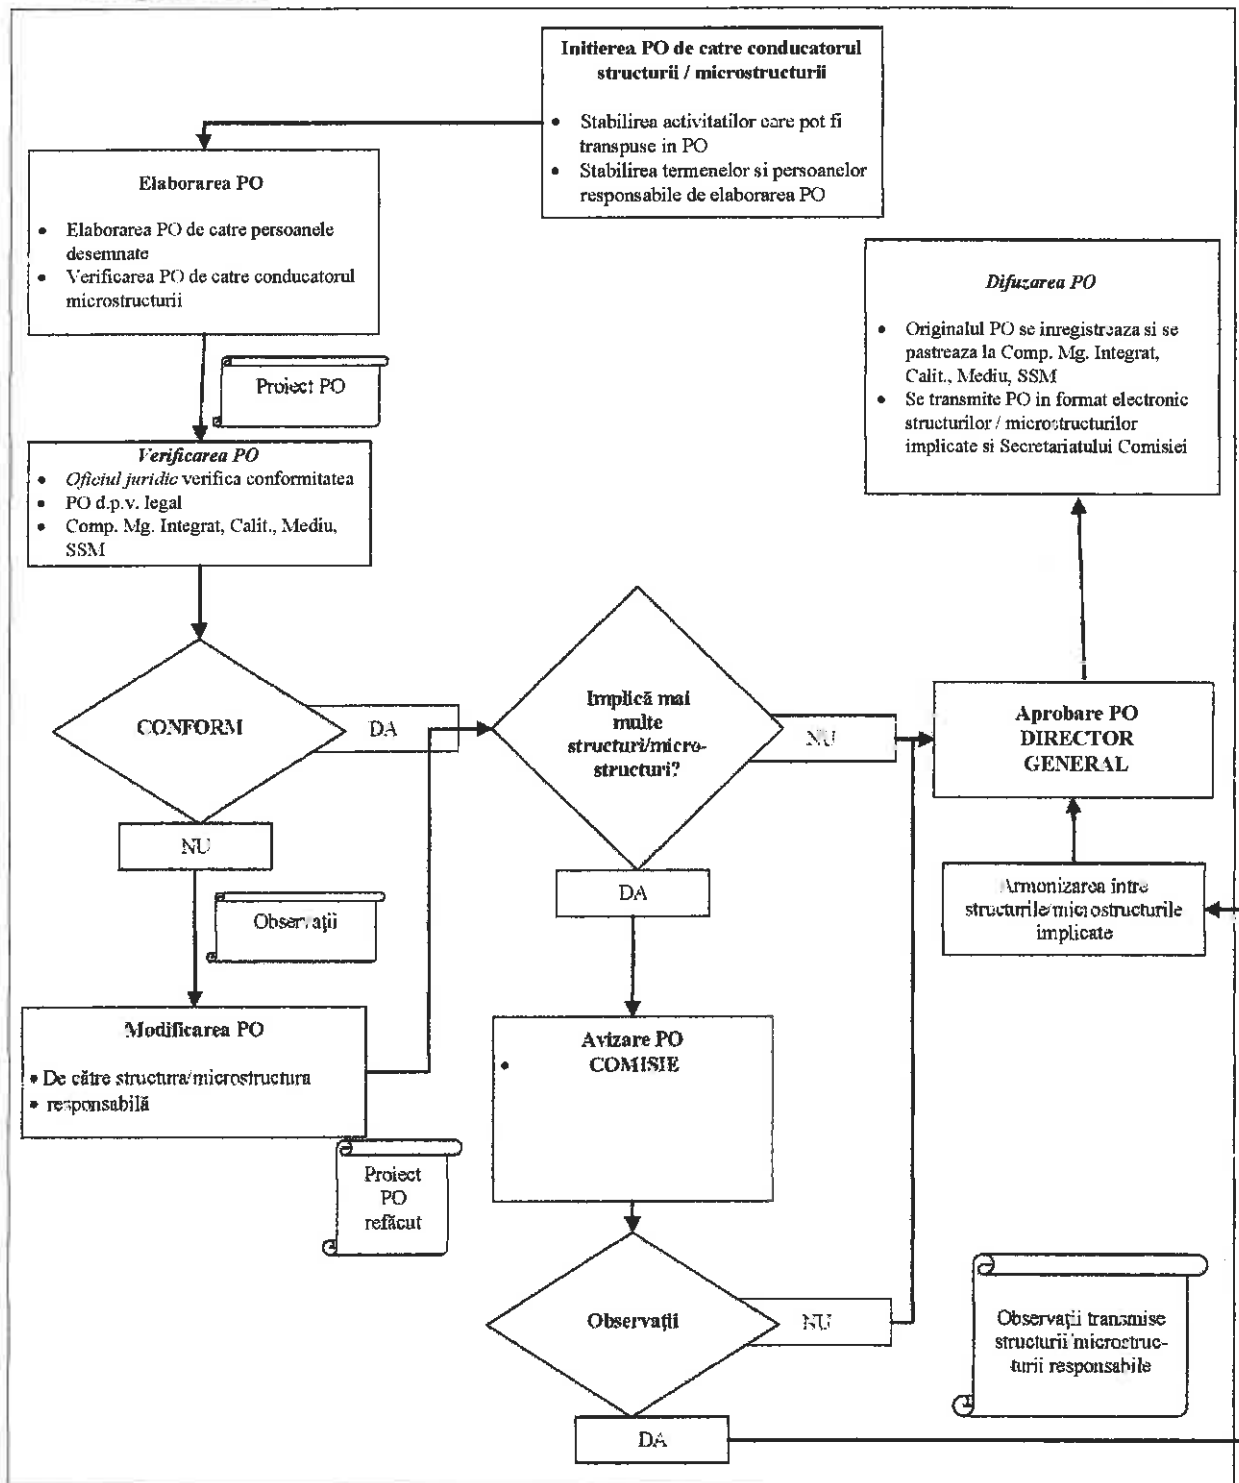 Initierea PO de catre conducatorul
structurii / microstructurii
• Stabilirea activitatilor care pot fi
transpuse in PO
• Stabilirea termenelor si persoanelor
responsabile de elaborarea PO
Elaborarea PO
• Elaborarea PO de catre persoanele
desemnate
• Verificarea PO de catre conducatorul
microstructurii
Difuzarea PO
• Originalul PO se inregistreaza si se
pastreaza la Comp. Mg. Integrat,
Calit., Mediu, SSM
• Se transmite PO in format electronic
structurilor / microstructurilor
implicate si Secretariatului Comisiei
Proiect PO
Verificarea PO
• Oficiul juridic verifica conformitatea
• PO d.p.v. legal
• Comp. Mg. Integrat, Calit., Mediu,
SSM
CONFORM
DA
Implică mai
multe
structuri/micro-
structuri?
NU
Aprobare PO
DIRECTOR
GENERAL
NU
DA
Armonizarea între
structurile/microstructurile
implicate
Observații
Modificarea PO
• De către structura/microstructura
• responsabilă
Avizare PO
• COMISIE
Proiect
PO
refăcut
Observații
NU
Observații transmise
structurii/microstruc-
turii responsabile
DA